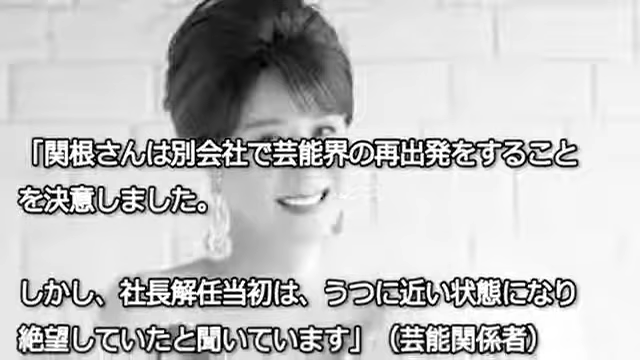 「関根さんは別会社で芸能界の再出発をすること
を決意しました。
しかし、社長解任当初は、うつに近い状態になり
絶望していたと聞いています」（芸能関係者）